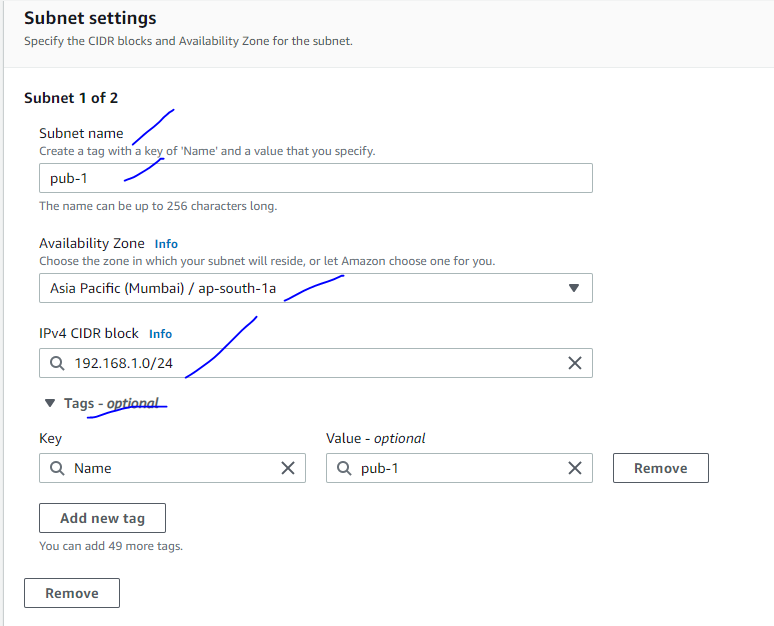 Subnet settings
Specify the CIDR blocks and Availability Zone for the subnet.
Subnet 1 of 2
Subnet name
Create a tag with a key of 'Name' and a value that you specify.
pub-1
The name can be up to 256 characters long.
Availability Zone Info
Choose the zone in which your subnet will reside, or let Amazon choose one for you.
Asia Pacific (Mumbai) / ap-south-1a
IPv4 CIDR block Info
192.168.1.0/24
Tags - optional
Key Value - optional
Name pub-1 Remove
Add new tag
You can add 49 more tags.
Remove